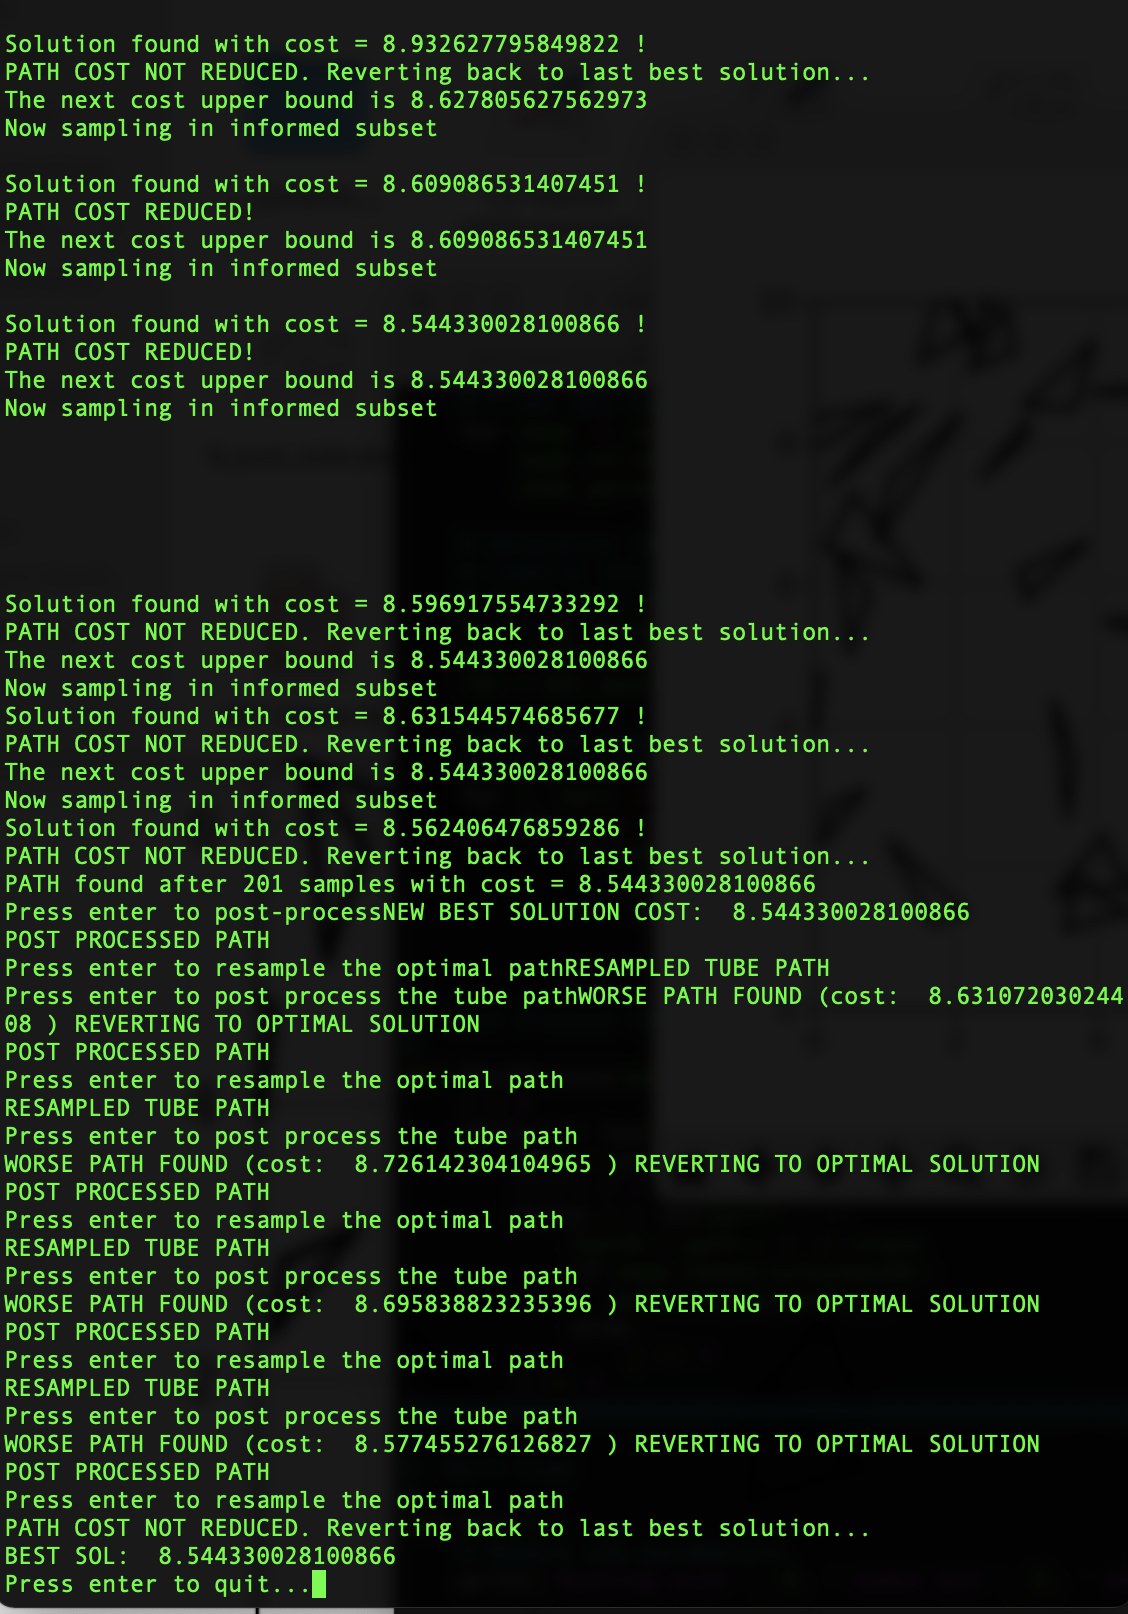 Solution found with cost = 8.932627795849822 !
PATH COST NOT REDUCED. Reverting back to last best solution...
The next cost upper bound is 8.627805627562973
Now sampling in informed subset
Solution found with cost = 8.609086531407451 !
PATH COST REDUCED!
The next cost upper bound is 8.609086531407451
Now sampling in informed subset
Solution found with cost = 8.544330028100866 !
PATH COST REDUCED!
The next cost upper bound is 8.544330028100866
Now sampling in informed subset
Solution found with cost = 8.596917554733292 !
PATH COST NOT REDUCED. Reverting back to last best solution...
The next cost upper bound is 8.544330028100866
Now sampling in informed subset
Solution found with cost = 8.631544574685677 !
PATH COST NOT REDUCED. Reverting back to last best solution...
The next cost upper bound is 8.544330028100866
Now sampling in informed subset
Solution found with cost = 8.562406476859286 !
PATH COST NOT REDUCED. Reverting back to last best solution...
PATH found after 201 samples with cost = 8.544330028100866
Press enter to post-processNEW BEST SOLUTION COST:  8.544330028100866
POST PROCESSED PATH
Press enter to resample the optimal pathRESAMPLED TUBE PATH
Press enter to post process the tube pathWORSE PATH FOUND (cost:  8.631072030244
08 ) REVERTING TO OPTIMAL SOLUTION
POST PROCESSED PATH
Press enter to resample the optimal path
RESAMPLED TUBE PATH
Press enter to post process the tube path
WORSE PATH FOUND (cost:  8.726142304104965 ) REVERTING TO OPTIMAL SOLUTION
POST PROCESSED PATH
Press enter to resample the optimal path
RESAMPLED TUBE PATH
Press enter to post process the tube path
WORSE PATH FOUND (cost:  8.695838823235396 ) REVERTING TO OPTIMAL SOLUTION
POST PROCESSED PATH
Press enter to resample the optimal path
RESAMPLED TUBE PATH
Press enter to post process the tube path
WORSE PATH FOUND (cost:  8.577455276126827 ) REVERTING TO OPTIMAL SOLUTION
POST PROCESSED PATH
Press enter to resample the optimal path
PATH COST NOT REDUCED. Reverting back to last best solution...
BEST SOL:  8.544330028100866
Press enter to quit...